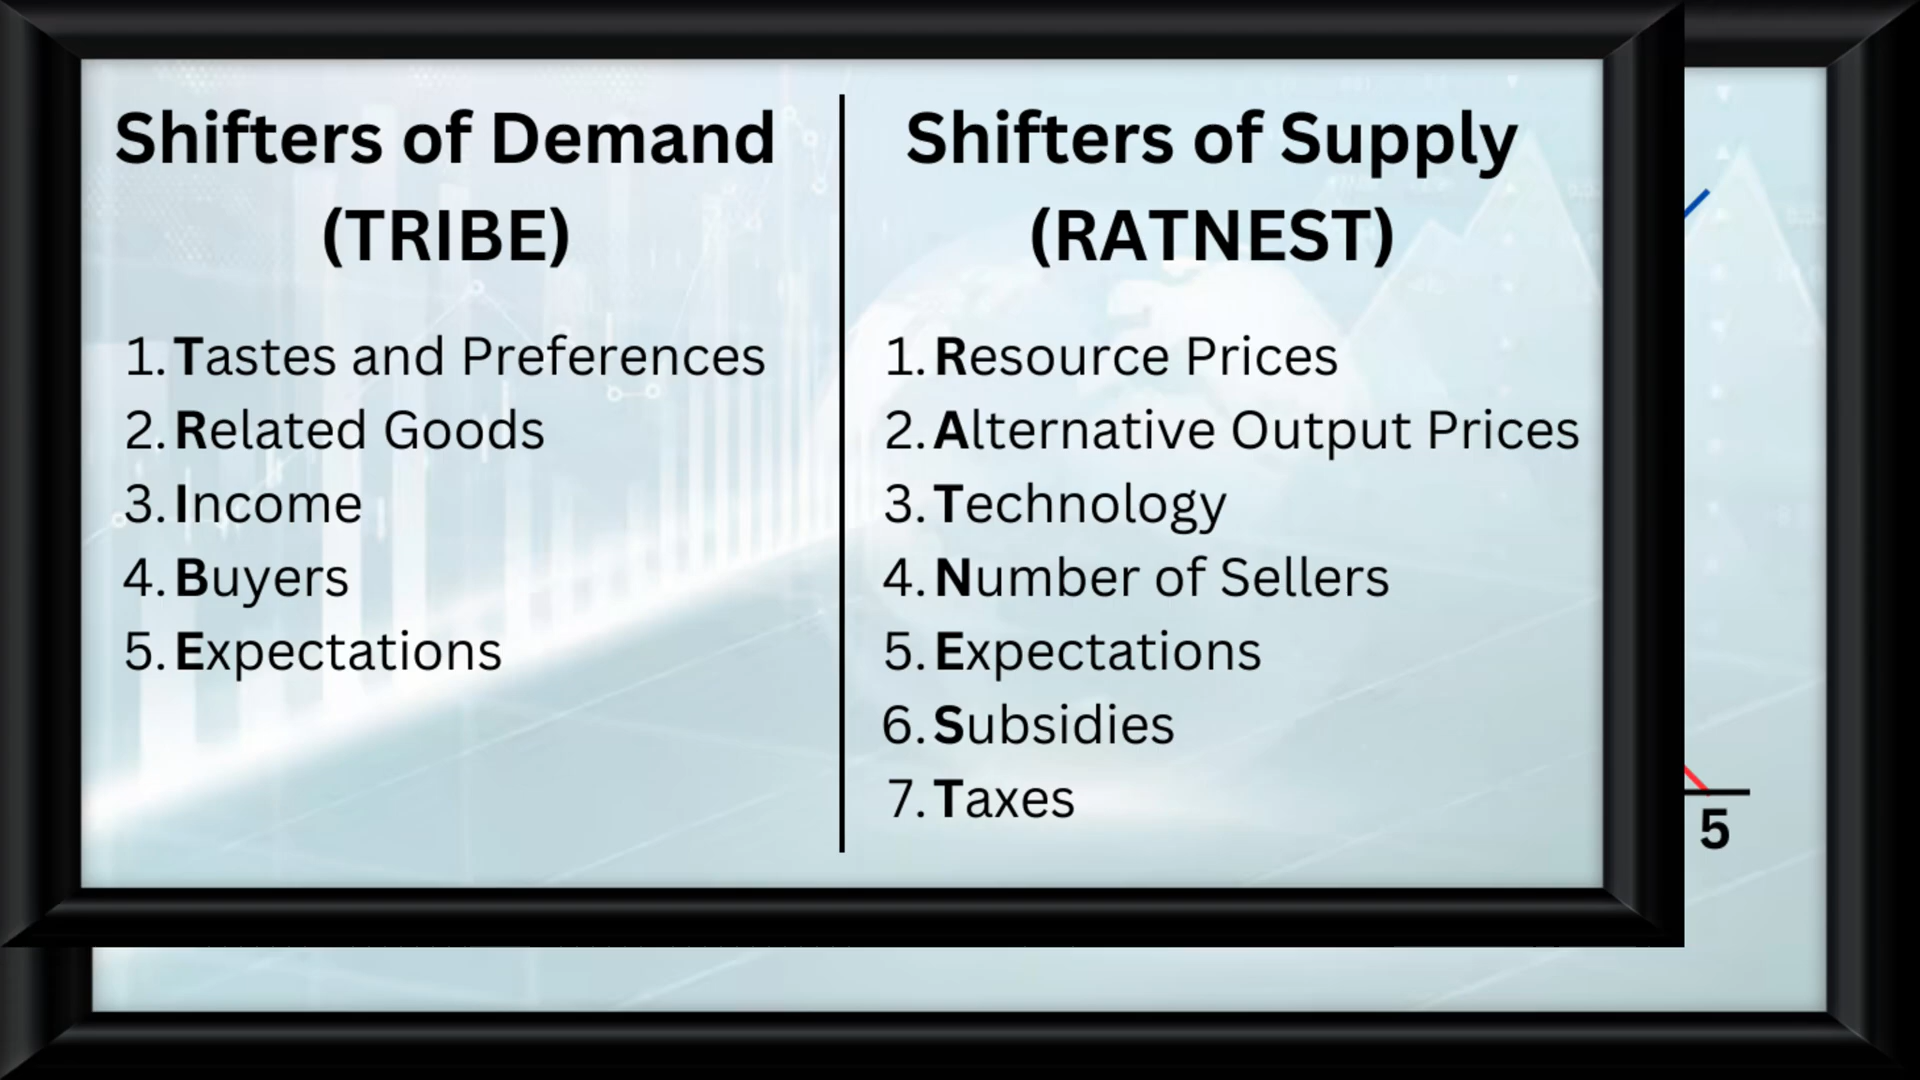 Shifters of Demand
(TRIBE)
1. Tastes and Preferences
2. Related Goods
3. Income
4. Buyers
5. Expectations
Shifters of Supply
(RATNEST)
1. Resource Prices
2. Alternative Output Prices
3. Technology
4. Number of Sellers
5. Expectations
6. Subsidies
7. Taxes
5